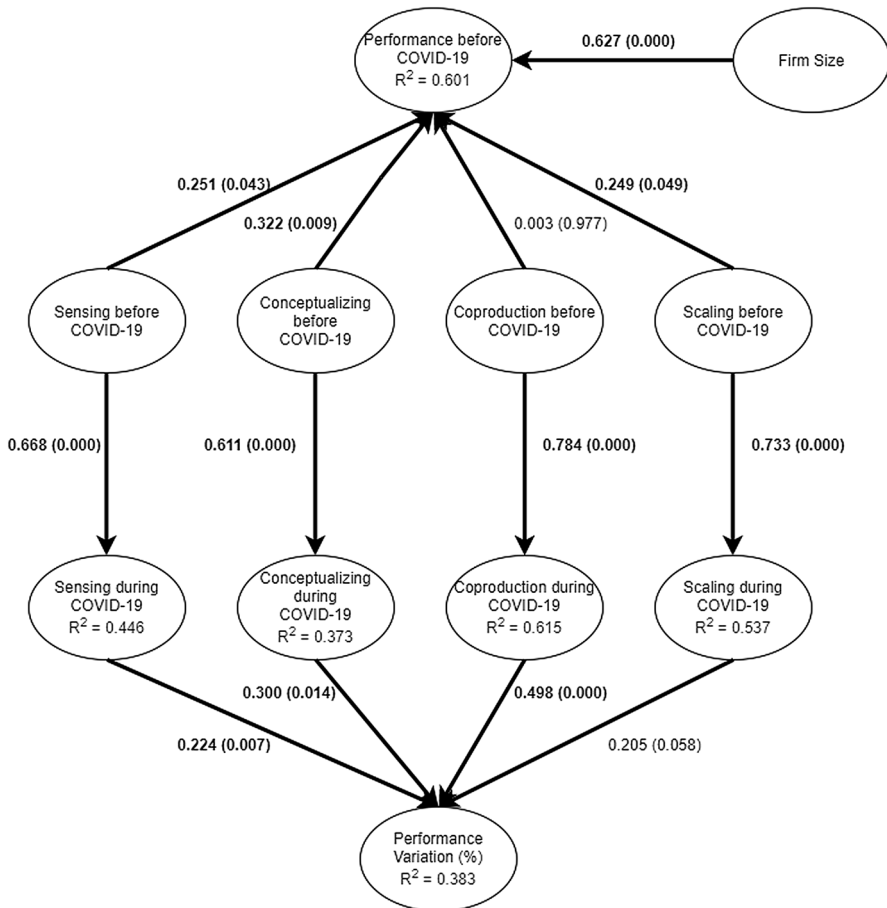 Performance before
COVID-19
R² = 0.601
0.627 (0.000)
Firm Size
0.251 (0.043)
0.322 (0.009)
0.003 (0.977)
0.249 (0.049)
Sensing before
COVID-19
Conceptualizing
before
COVID-19
Coproduction before
COVID-19
Scaling before
COVID-19
0.668 (0.000)
0.611 (0.000)
0.784 (0.000)
0.733 (0.000)
Sensing during
COVID-19
R² = 0.446
Conceptualizing
during
COVID-19
R² = 0.373
Coproduction during
COVID-19
R² = 0.615
Scaling during
COVID-19
R² = 0.537
0.224 (0.007)
0.300 (0.014)
0.498 (0.000)
0.205 (0.058)
Performance
Variation (%)
R² = 0.383